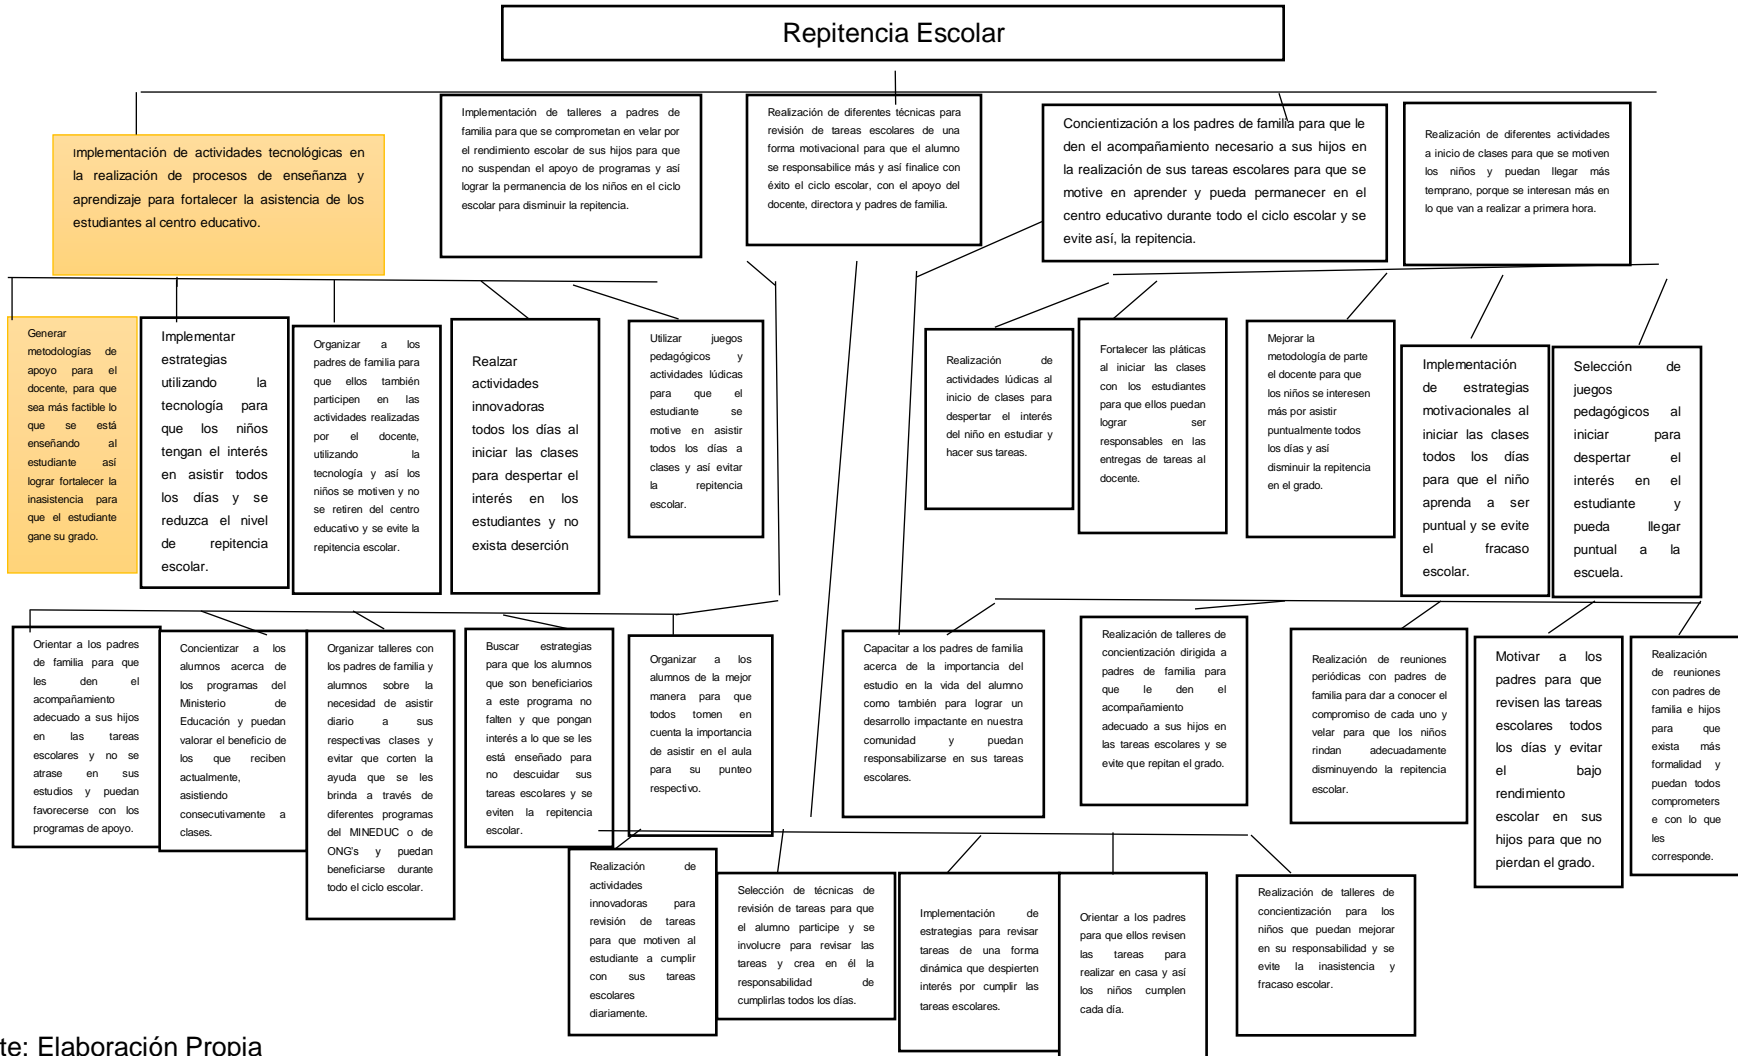 Repitencia Escolar
Implementación de actividades tecnológicas en
la realización de procesos de enseñanza y
aprendizaje para fortalecer la asistencia de los
estudiantes al centro educativo.
Implementación de talleres a padres de
familia para que se comprometan en velar por
el rendimiento escolar de sus hijos para que
no suspendan el apoyo de programas y así
lograr la permanencia de los niños en el ciclo
escolar para disminuir la repitencia.
Realización de diferentes técnicas para
revisión de tareas escolares de una
forma motivacional para que el alumno
se responsabilice más y así finalice con
éxito el ciclo escolar, con el apoyo del
docente, directora y padres de familia.
Concientización a los padres de familia para que le
den el acompañamiento necesario a sus hijos en
la realización de sus tareas escolares para que se
motive en aprender y pueda permanecer en el
centro educativo durante todo el ciclo escolar y se
evite así, la repitencia.
Realización de diferentes actividades
a inicio de clases para que se motiven
los niños y puedan llegar más
temprano, porque se interesan más en
lo que van a realizar a primera hora.
Generar
metodologías de
apoyo para el
docente, para que
sea más factible lo
que se está
enseñando al
estudiante así
lograr fortalecer la
inasistencia para
que el estudiante
gane su grado.
Implementar
estrategias
utilizando la
tecnología para
que los niños
tengan el interés
en asistir todos
los días y se
reduzca el nivel
de repitencia
escolar.
Organizar a los
padres de familia para
que ellos también
participen en las
actividades realizadas
por el docente,
utilizando la
tecnología y así los
niños se motiven y no
se retiren del centro
educativo y se evite la
repitencia escolar.
Realzar
actividades
innovadoras
todos los días al
iniciar las clases
para despertar el
interés en los
estudiantes y no
exista deserción
Utilizar juegos
pedagógicos y
actividades lúdicas
para que el
estudiante se
motive en asistir
todos los días a
clases y así evitar
la repitencia
escolar.
Realización de
actividades lúdicas al
inicio de clases para
despertar el interés
del niño en estudiar y
hacer sus tareas.
Fortalecer las pláticas
al iniciar las clases
con los estudiantes
para que ellos puedan
lograr ser
responsables en las
entregas de tareas al
docente.
Mejorar la
metodología de parte
el docente para que
los niños se interesen
más por asistir
puntualmente todos
los días y así
disminuir la repitencia
en el grado.
Implementación
de estrategias
motivacionales al
iniciar las clases
todos los días
para que el niño
aprenda a ser
puntual y se evite
el fracaso
escolar.
Selección de
juegos
pedagógicos al
iniciar para
despertar el
interés en el
estudiante y
pueda llegar
puntual a la
escuela.
Orientar a los padres
de familia para que
les den el
acompañamiento
adecuado a sus hijos
en las tareas
escolares y no se
atrase en sus
estudios y puedan
favorecerse con los
programas de apoyo.
Concientizar a los
alumnos acerca de
los programas del
Ministerio de
Educación y puedan
valorar el beneficio de
los que reciben
actualmente,
asistiendo
consecutivamente a
clases.
Organizar talleres con
los padres de familia y
alumnos sobre la
necesidad de asistir
diario a sus
respectivas clases y
evitar que corten la
ayuda que se les
brinda a través de
diferentes programas
del MINEDUC o de
ONG's y puedan
beneficiarse durante
todo el ciclo escolar.
Buscar estrategias
para que los alumnos
que son beneficiarios
a este programa no
falten y que pongan
interés a lo que se les
está enseñado para
no descuidar sus
tareas escolares y se
eviten la repitencia
escolar.
Organizar a los
alumnos de la mejor
manera para que
todos tomen en
cuenta la importancia
de asistir en el aula
para su punteo
respectivo.
Capacitar a los padres de familia
acerca de la importancia del
estudio en la vida del alumno
como también para lograr un
desarrollo impactante en nuestra
comunidad y puedan
responsabilizarse en sus tareas
escolares.
Realización de talleres de
concientización dirigida a
padres de familia para
que le den el
acompañamiento
adecuado a sus hijos en
las tareas escolares y se
evite que repitan el grado.
Realización de reuniones
periódicas con padres de
familia para dar a conocer el
compromiso de cada uno y
velar para que los niños
rindan adecuadamente
disminuyendo la repitencia
escolar.
Motivar a los
padres para que
revisen las tareas
escolares todos
los días y evitar
el bajo
rendimiento
escolar en sus
hijos para que no
pierdan el grado.
Realización
de reuniones
con padres de
familia e hijos
para que
exista más
formalidad y
puedan todos
comprometers
e con lo que
les
corresponde.
Realización de
actividades
innovadoras para
revisión de tareas
para que motiven al
estudiante a cumplir
con sus tareas
escolares
diariamente.
Selección de técnicas de
revisión de tareas para que
el alumno participe y se
involucre para revisar las
tareas y crea en él la
responsabilidad de
cumplirlas todos los días.
Implementación de
estrategias para revisar
tareas de una forma
dinámica que despierten
interés por cumplir las
tareas escolares.
Orientar a los padres
para que ellos revisen
las tareas para
realizar en casa y así
los niños cumplen
cada día.
Realización de talleres de
concientización para los
niños que puedan mejorar
en su responsabilidad y se
evite la inasistencia y
fracaso escolar.
te: Elaboración Propia